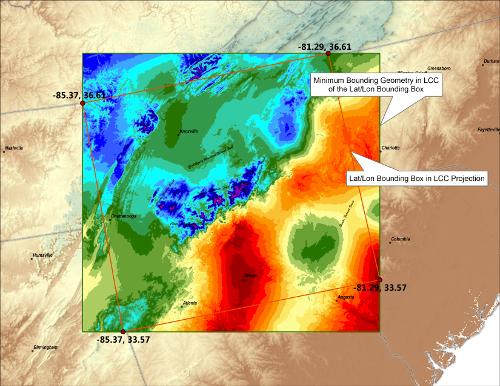 -81.29, 36.61
Greensboro
Durham
Minimum Bounding Geometry in LCC
of the Lat/Lon Bounding Box
-85.37, 36.61
Knoxville
Fayetteville
Nashville
Charlotte
Lat/Lon Bounding Box in LCC Projection
Chattanooga
Columbia
Huntsville
-81.29, 33.57
Atlanta
Augusta
-85.37, 33.57
Birmingham